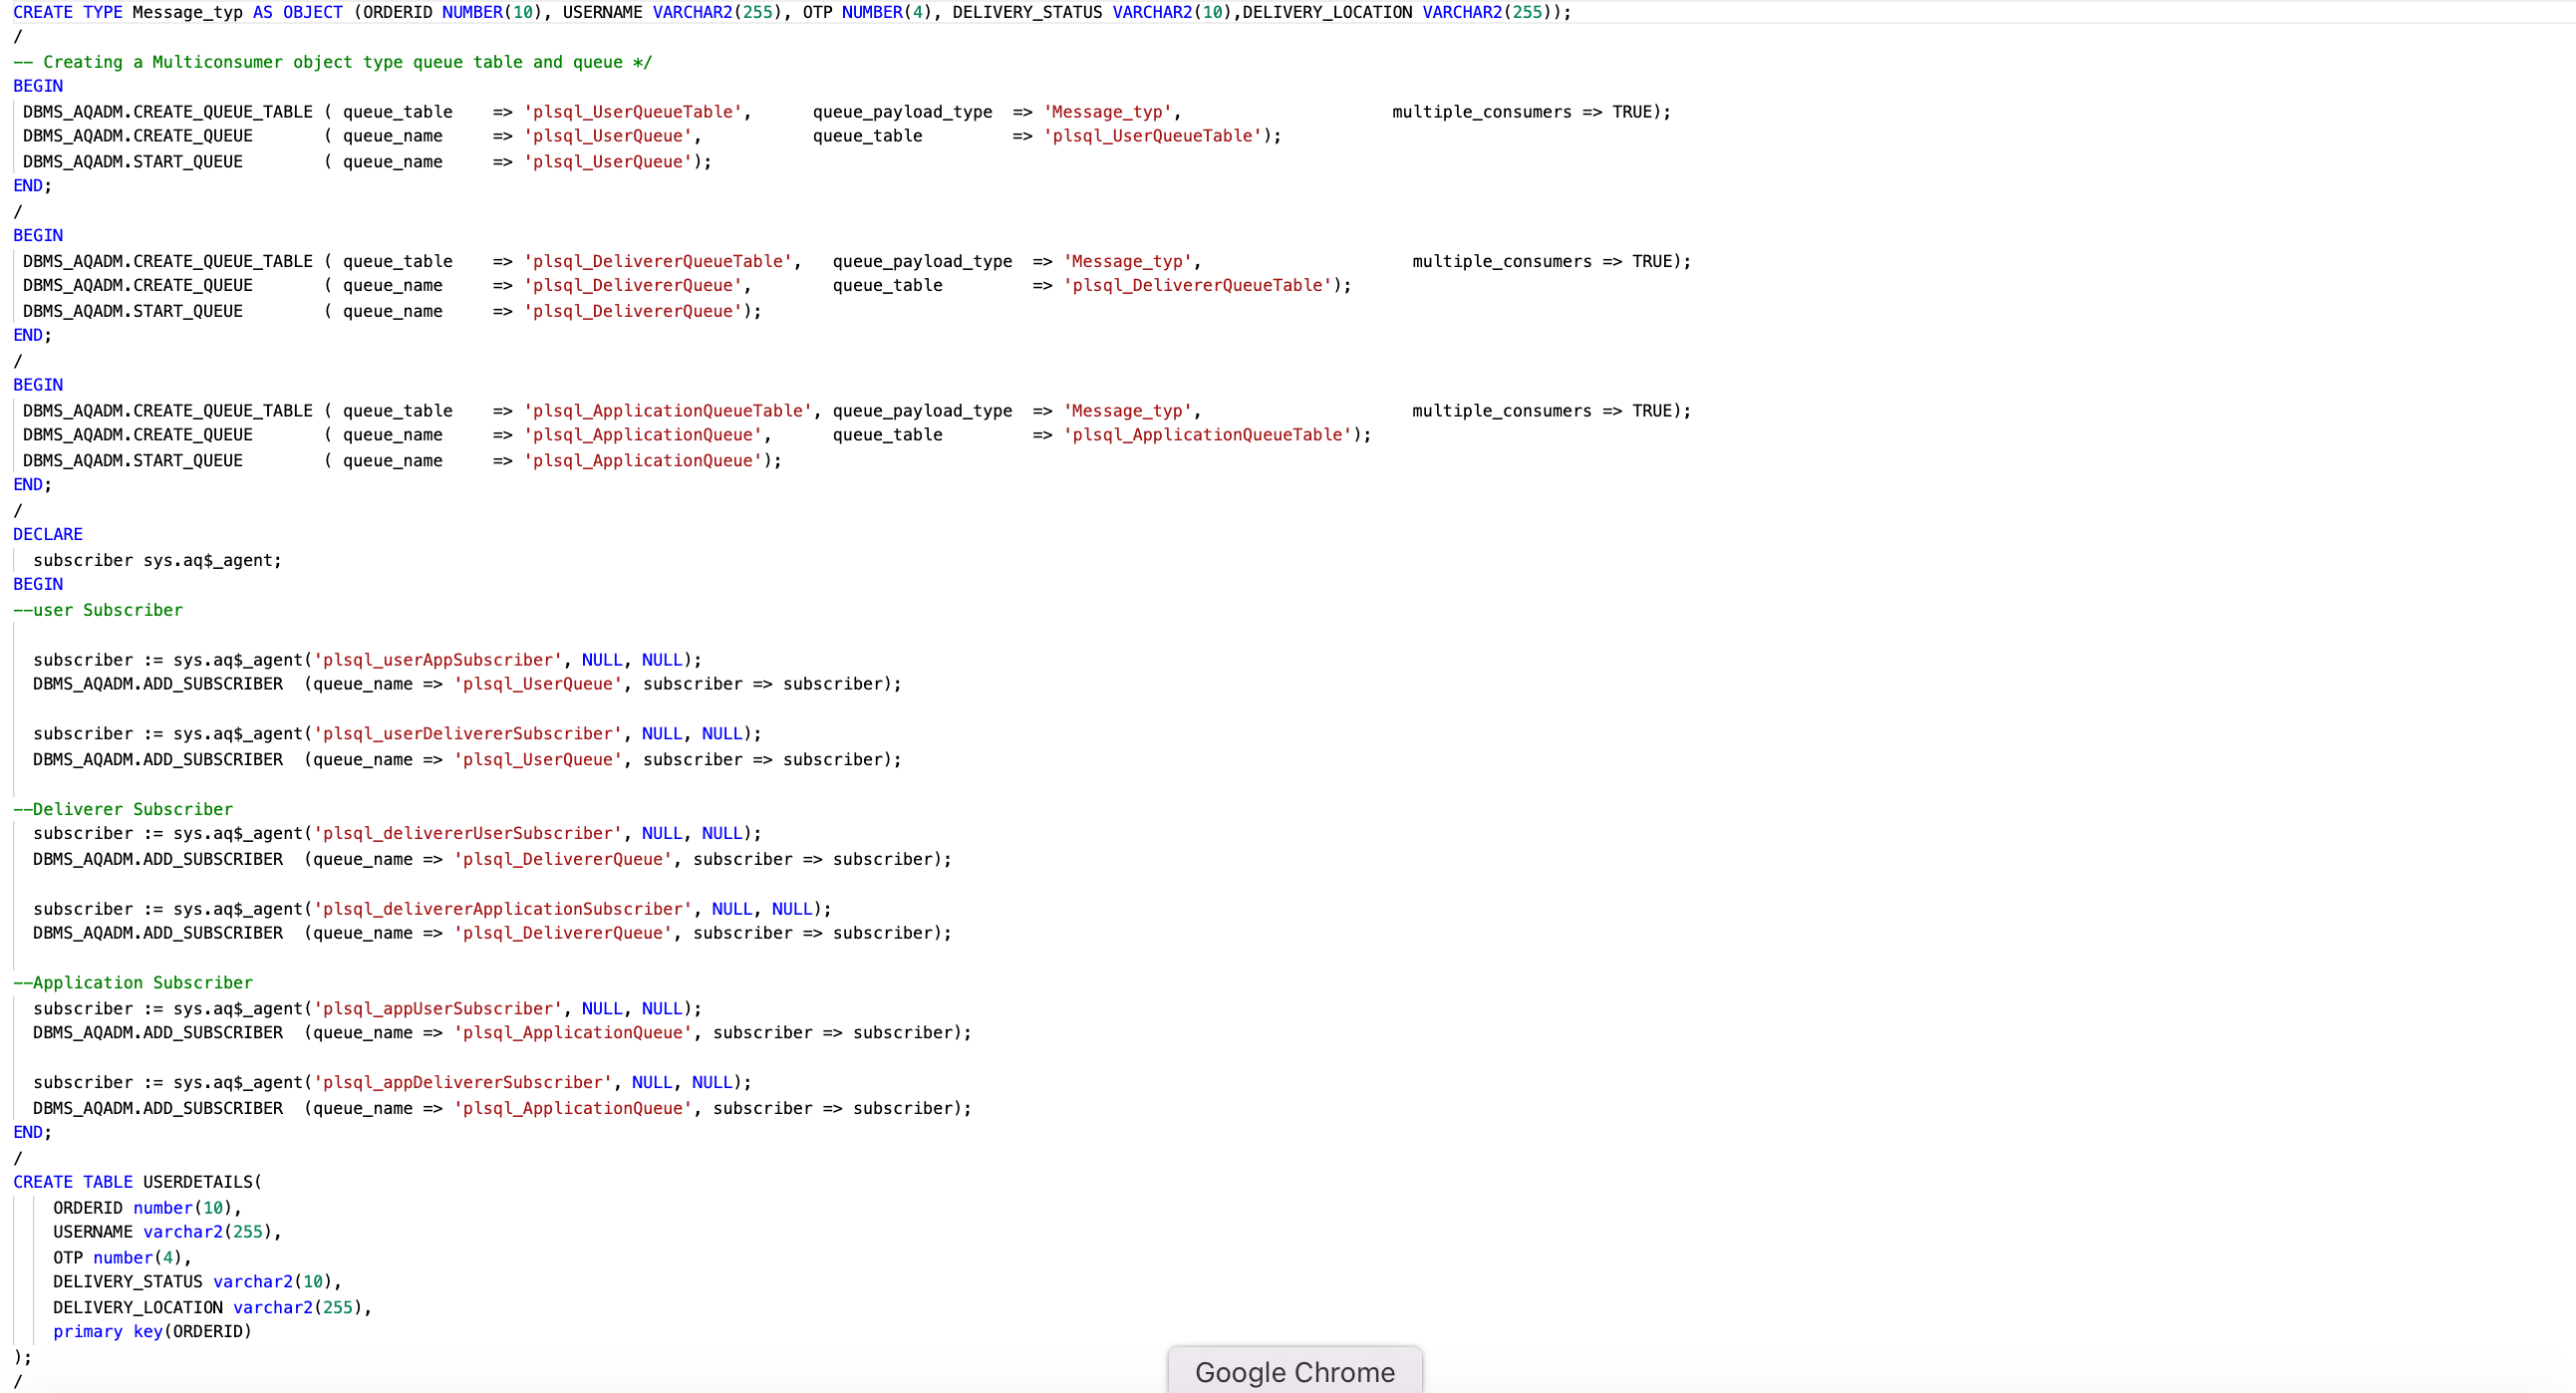 CREATE TYPE Message_typ AS OBJECT (ORDERID NUMBER(10), USERNAME VARCHAR2(255), OTP NUMBER(4), DELIVERY_STATUS VARCHAR2(10),DELIVERY_LOCATION VARCHAR2(255));
/
-- Creating a Multiconsumer object type queue table and queue */
BEGIN
 DBMS_AQADM.CREATE_QUEUE_TABLE ( queue_table    => 'plsql_UserQueueTable',      queue_payload_type  => 'Message_typ',                     multiple_consumers => TRUE);
 DBMS_AQADM.CREATE_QUEUE       ( queue_name     => 'plsql_UserQueue',           queue_table         => 'plsql_UserQueueTable');
 DBMS_AQADM.START_QUEUE        ( queue_name     => 'plsql_UserQueue');
END;
/
BEGIN
 DBMS_AQADM.CREATE_QUEUE_TABLE ( queue_table    => 'plsql_DelivererQueueTable',   queue_payload_type  => 'Message_typ',                     multiple_consumers => TRUE);
 DBMS_AQADM.CREATE_QUEUE       ( queue_name     => 'plsql_DelivererQueue',        queue_table         => 'plsql_DelivererQueueTable');
 DBMS_AQADM.START_QUEUE        ( queue_name     => 'plsql_DelivererQueue');
END;
/
BEGIN
 DBMS_AQADM.CREATE_QUEUE_TABLE ( queue_table    => 'plsql_ApplicationQueueTable', queue_payload_type  => 'Message_typ',                     multiple_consumers => TRUE);
 DBMS_AQADM.CREATE_QUEUE       ( queue_name     => 'plsql_ApplicationQueue',      queue_table         => 'plsql_ApplicationQueueTable');
 DBMS_AQADM.START_QUEUE        ( queue_name     => 'plsql_ApplicationQueue');
END;
/
DECLARE
  subscriber sys.aq$_agent;
BEGIN
--user Subscriber
  subscriber := sys.aq$_agent('plsql_userAppSubscriber', NULL, NULL);
  DBMS_AQADM.ADD_SUBSCRIBER  (queue_name => 'plsql_UserQueue', subscriber => subscriber);
  subscriber := sys.aq$_agent('plsql_userDelivererSubscriber', NULL, NULL);
  DBMS_AQADM.ADD_SUBSCRIBER  (queue_name => 'plsql_UserQueue', subscriber => subscriber);
--Deliverer Subscriber
  subscriber := sys.aq$_agent('plsql_delivererUserSubscriber', NULL, NULL);
  DBMS_AQADM.ADD_SUBSCRIBER  (queue_name => 'plsql_DelivererQueue', subscriber => subscriber);
  subscriber := sys.aq$_agent('plsql_delivererApplicationSubscriber', NULL, NULL);
  DBMS_AQADM.ADD_SUBSCRIBER  (queue_name => 'plsql_DelivererQueue', subscriber => subscriber);
--Application Subscriber
  subscriber := sys.aq$_agent('plsql_appUserSubscriber', NULL, NULL);
  DBMS_AQADM.ADD_SUBSCRIBER  (queue_name => 'plsql_ApplicationQueue', subscriber => subscriber);
  subscriber := sys.aq$_agent('plsql_appDelivererSubscriber', NULL, NULL);
  DBMS_AQADM.ADD_SUBSCRIBER  (queue_name => 'plsql_ApplicationQueue', subscriber => subscriber);
END;
/
CREATE TABLE USERDETAILS(
    ORDERID number(10),
    USERNAME varchar2(255),
    OTP number(4),
    DELIVERY_STATUS varchar2(10),
    DELIVERY_LOCATION varchar2(255),
    primary key(ORDERID)
);
/
Google Chrome